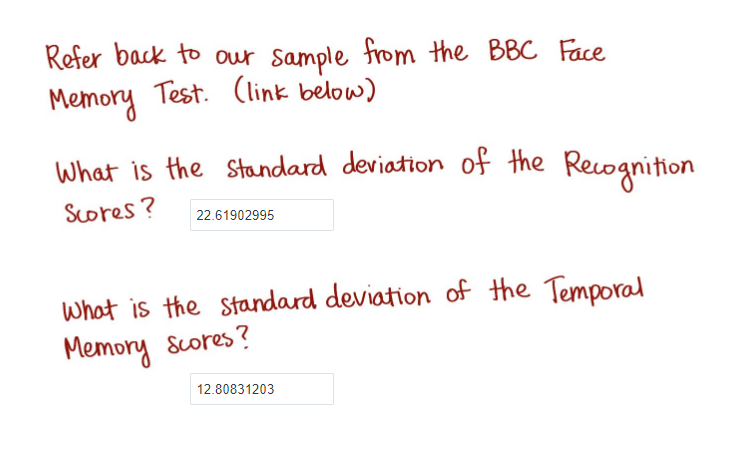 Refer back to our sample from the BBC Face
Memory Test. (link below)
What is the standard deviation of the Recognition
Scores?
22.61902995
What is the standard deviation of the Temporal
Memory Scores?
12.80831203